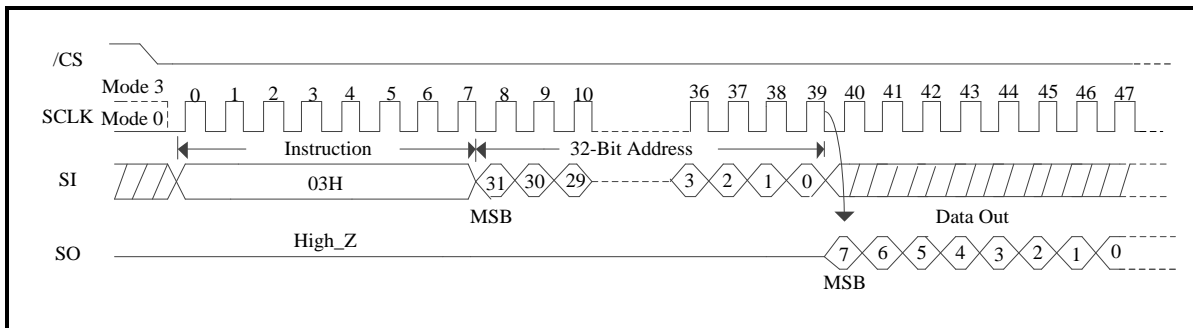 /CS
Mode 3
0 1 2 3 4 5 6 7 8 9 10 36 37 38 39 40 41 42 43 44 45 46 47
SCLK Mode 0
Instruction 32-Bit Address
SI 03H 31 30 29 3 2 1 0
MSB Data Out
High_Z
SO 7 6 5 4 3 2 1 0
MSB